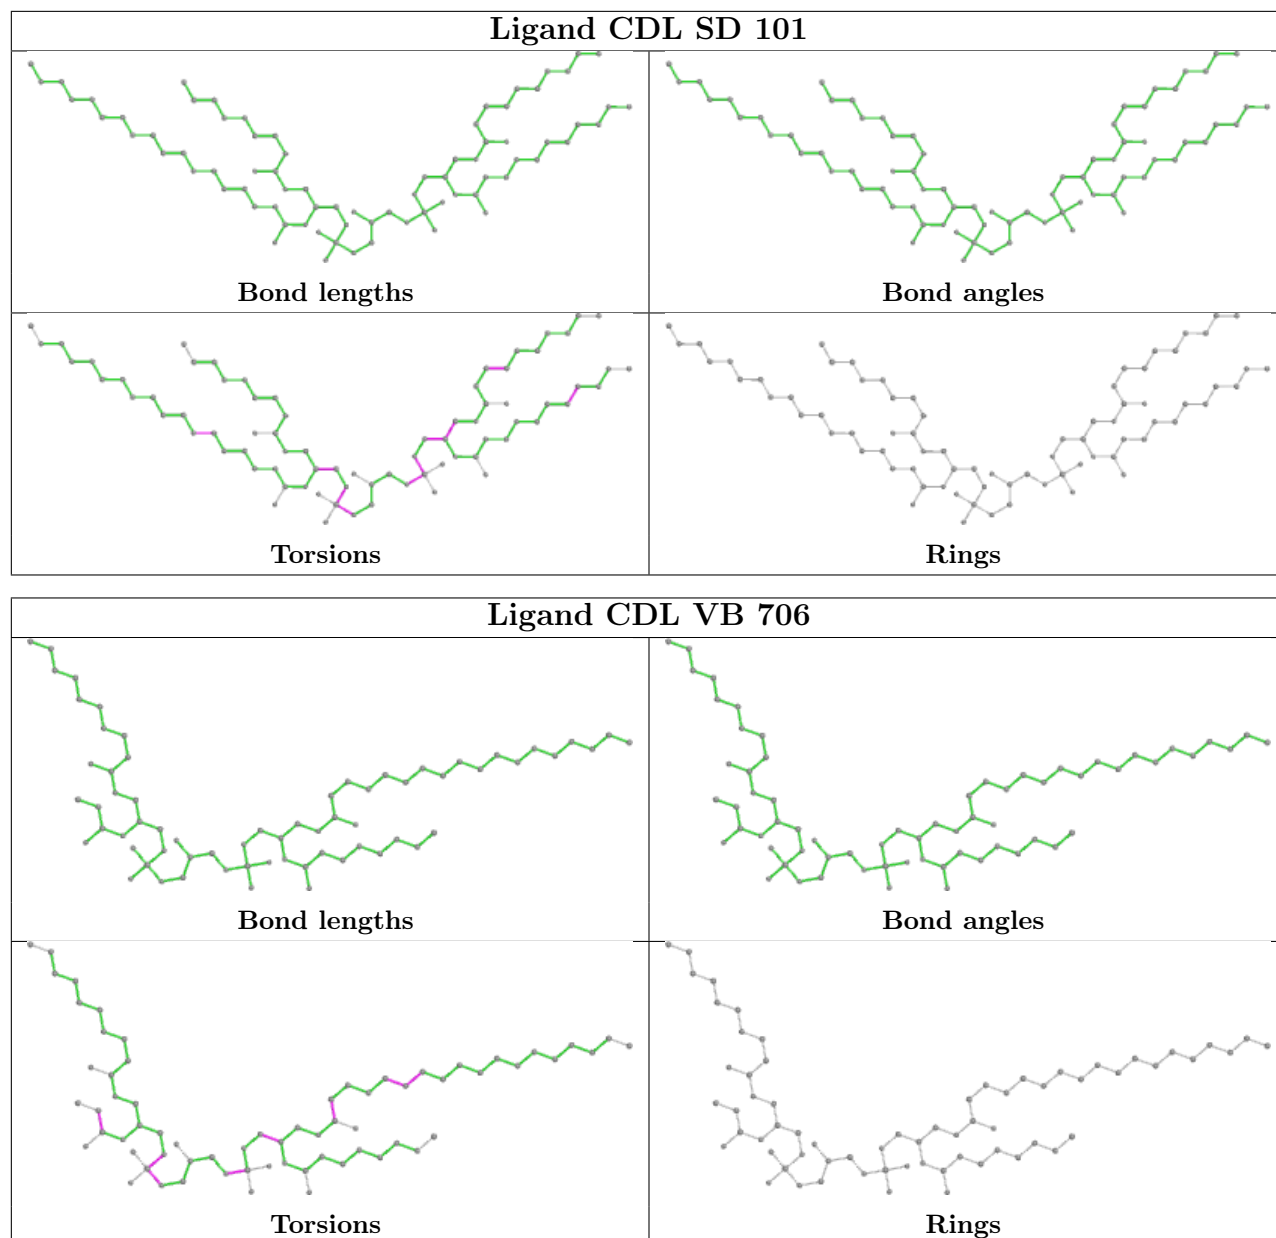 Ligand CDL SD 101
Bond lengths
Bond angles
Torsions
Rings
Ligand CDL VB 706
Bond lengths
Bond angles
Torsions
Rings